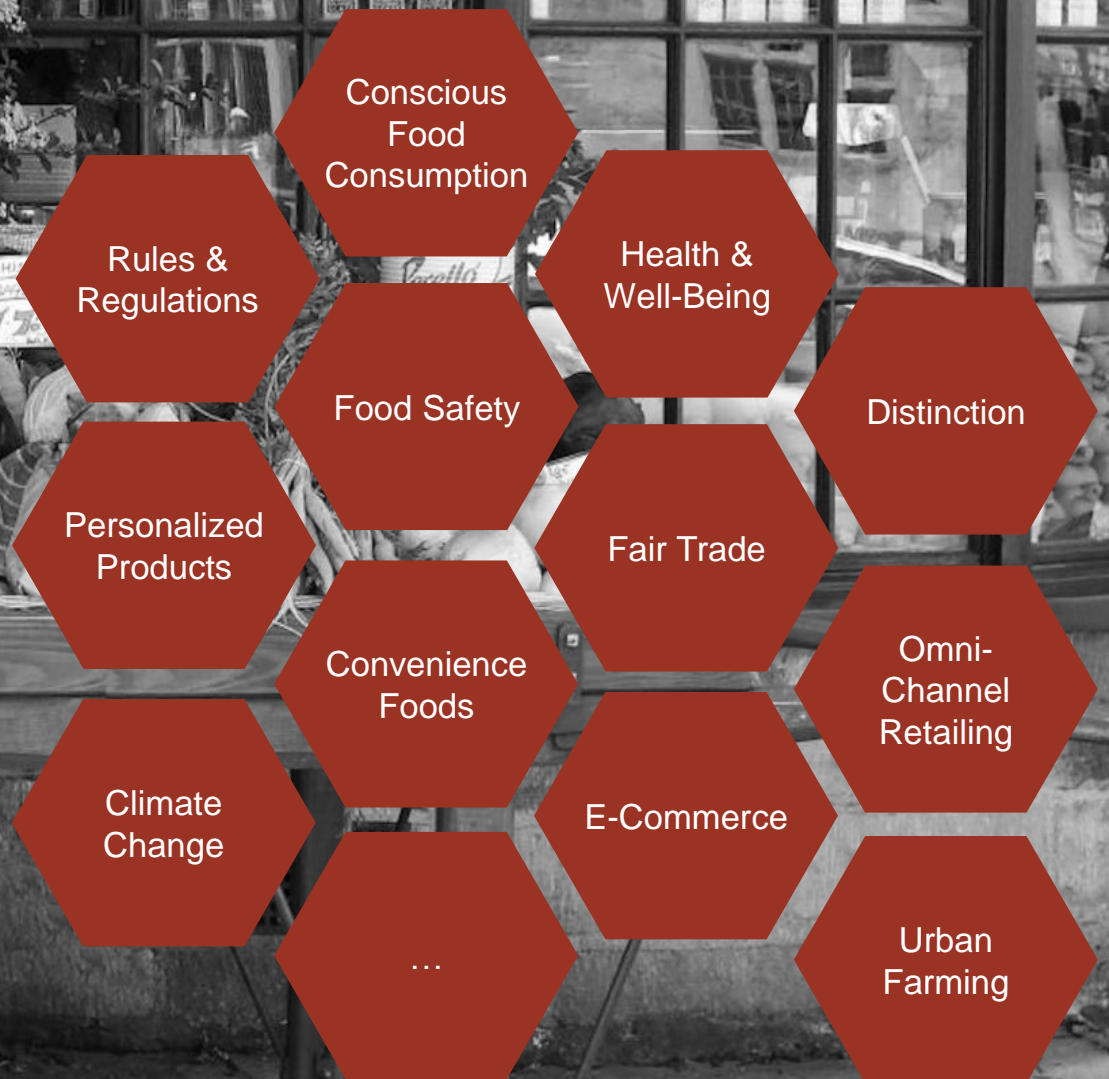 Conscious
Food
Consumption
Rules &
Regulations
Health &
Well-Being
Food Safety
Distinction
Personalized
Products
Fair Trade
Convenience
Foods
Omni-
Channel
Retailing
Climate
Change
E-Commerce
…
Urban
Farming